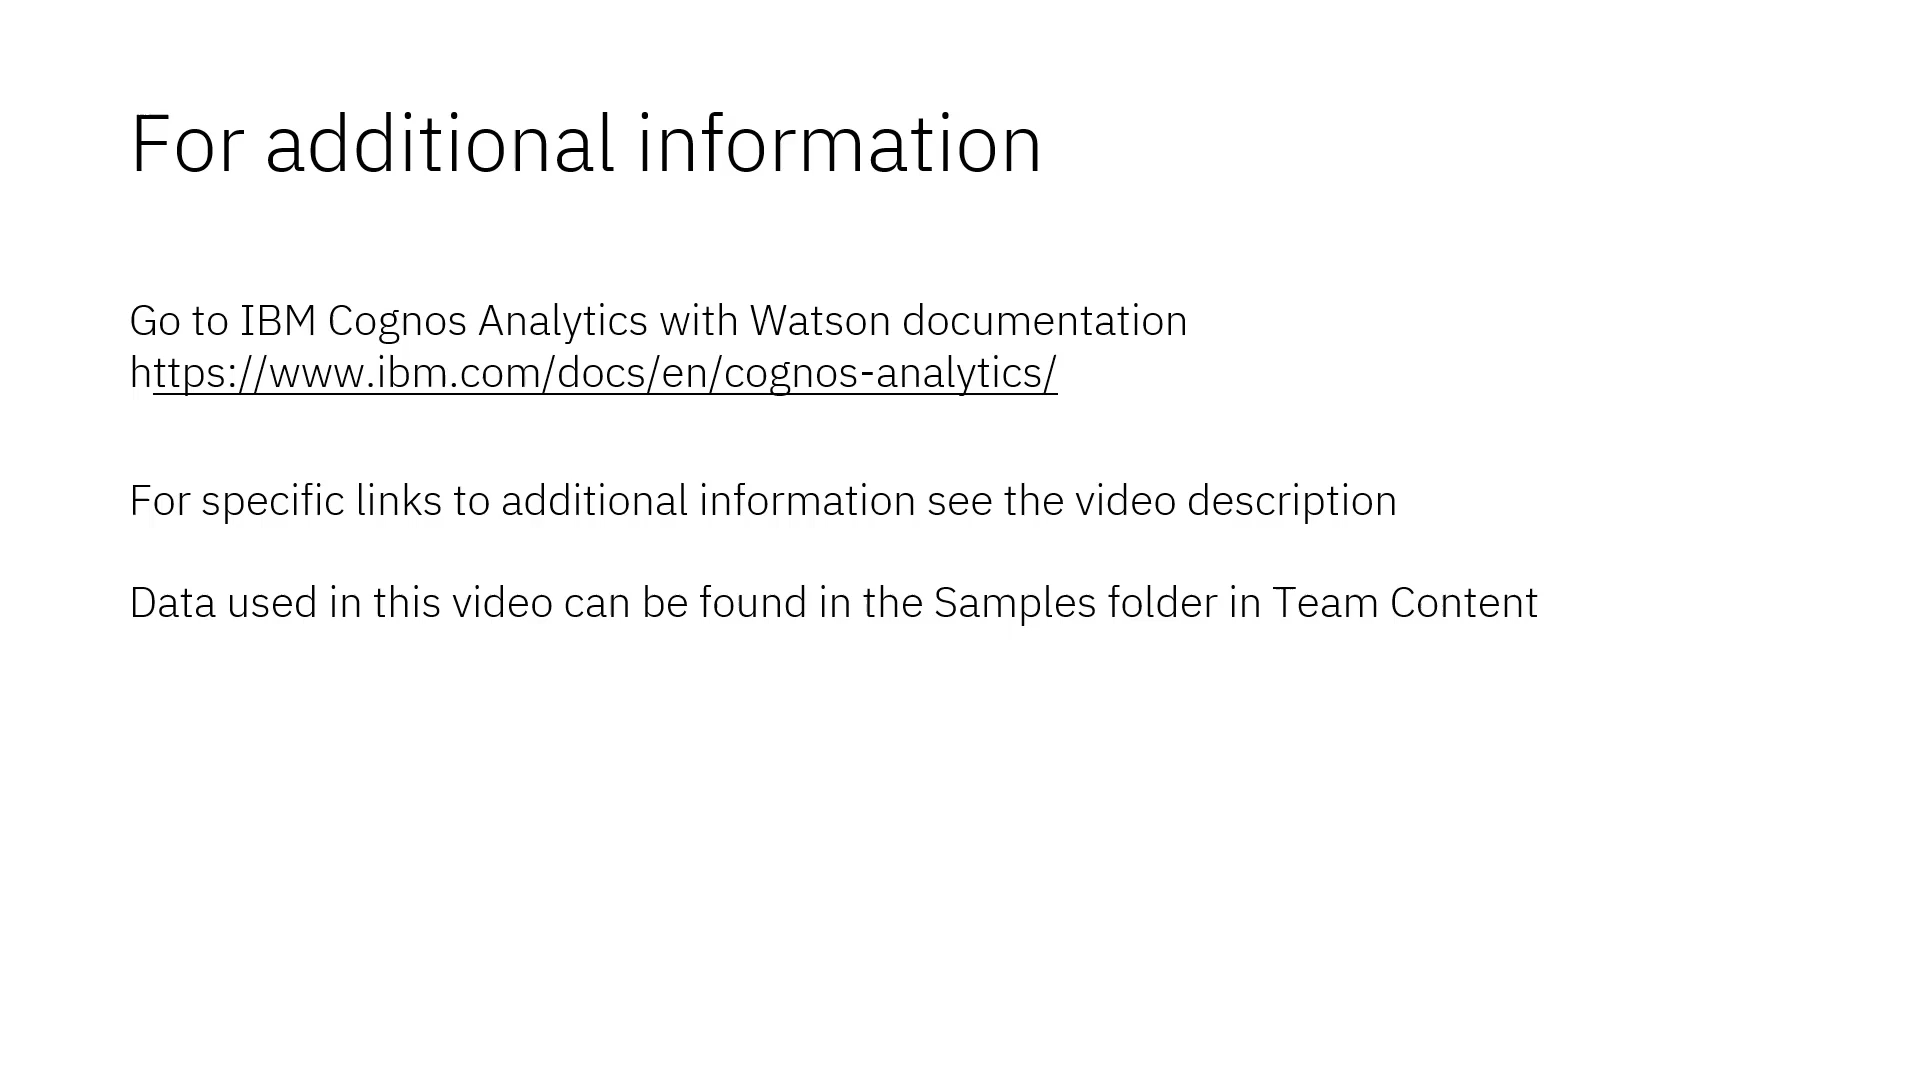 For additional information
Go to IBM Cognos Analytics with Watson documentation
https://www.ibm.com/docs/en/cognos-analytics/
For specific links to additional information see the video description
Data used in this video can be found in the Samples folder in Team Content